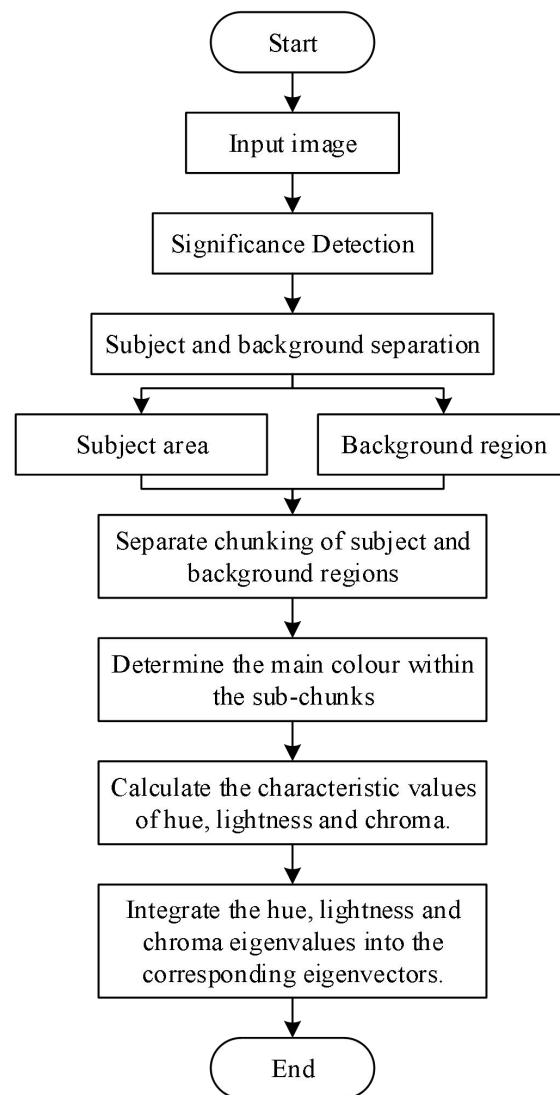 Start
Input image
Significance Detection
Subject and background separation
Subject area
Background region
Separate chunking of subject and
background regions
Determine the main colour within
the sub-chunks
Calculate the characteristic values
of hue, lightness and chroma.
Integrate the hue, lightness and
chroma eigenvalues into the
corresponding eigenvectors.
End